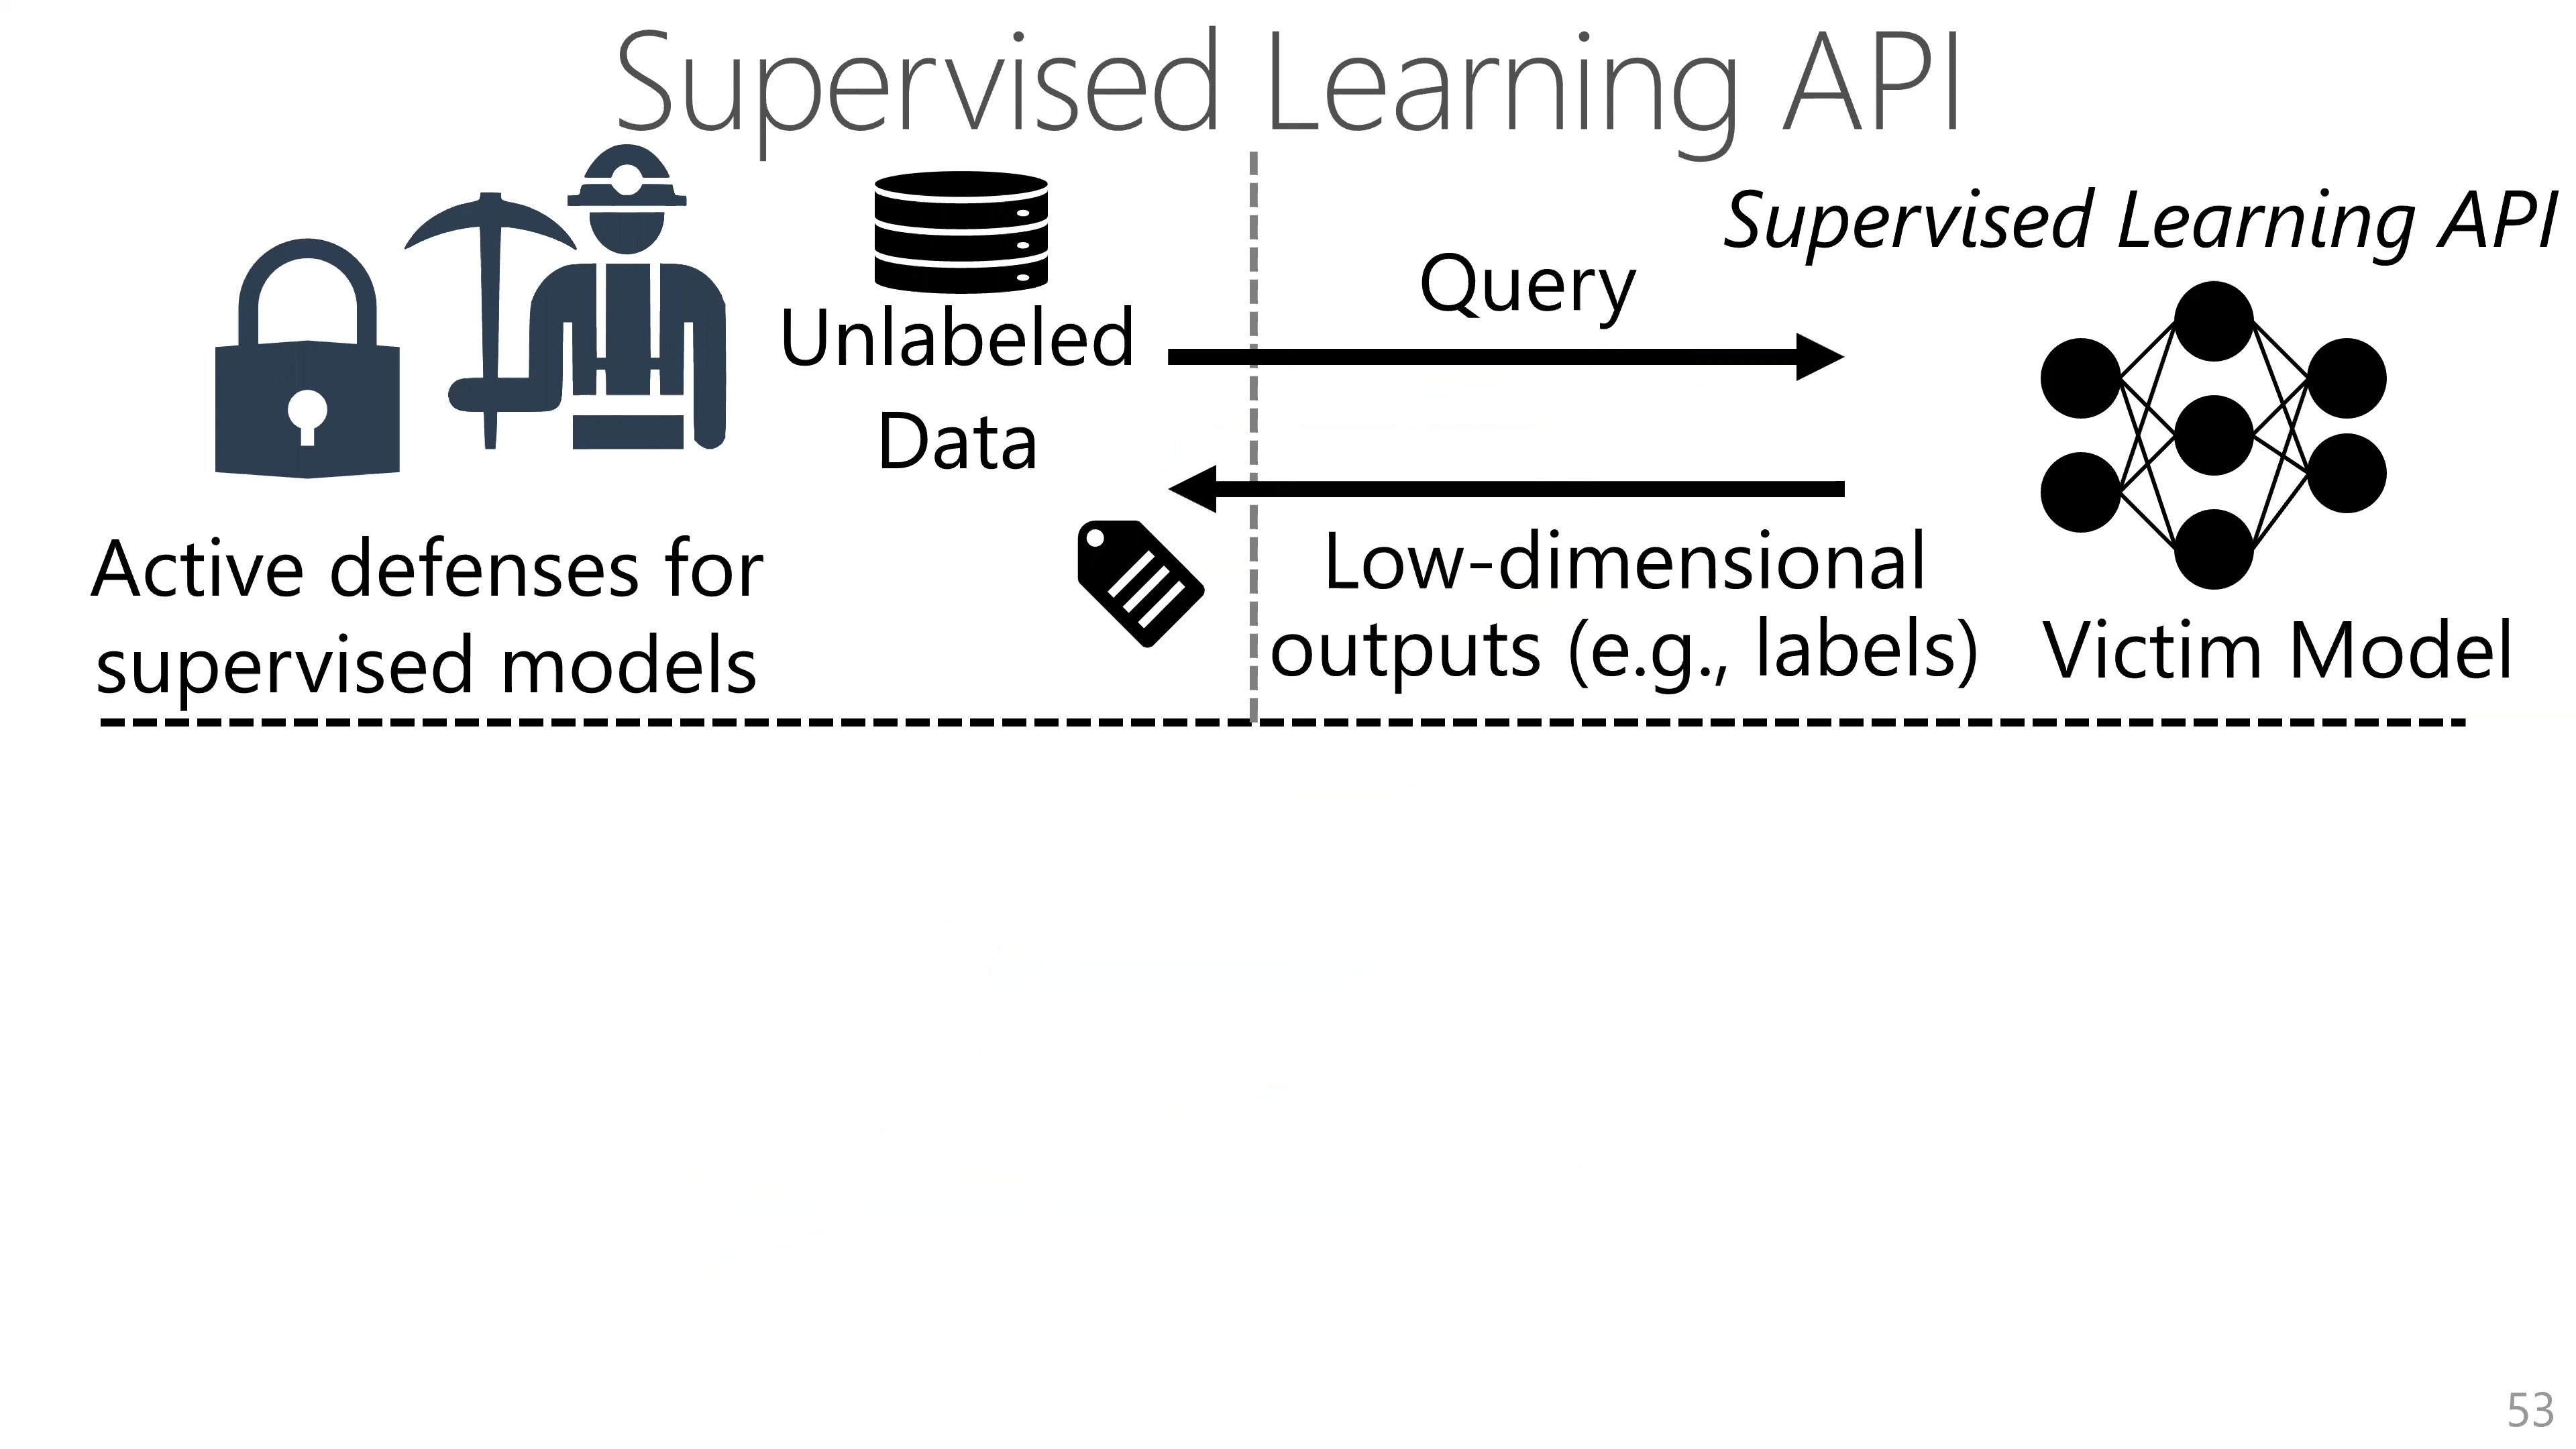 Supervised Learning API
Supervised Learning API
Query
Unlabeled
Data
Active defenses for
supervised models
Low-dimensional
outputs (e.g., labels)
Victim Model
53